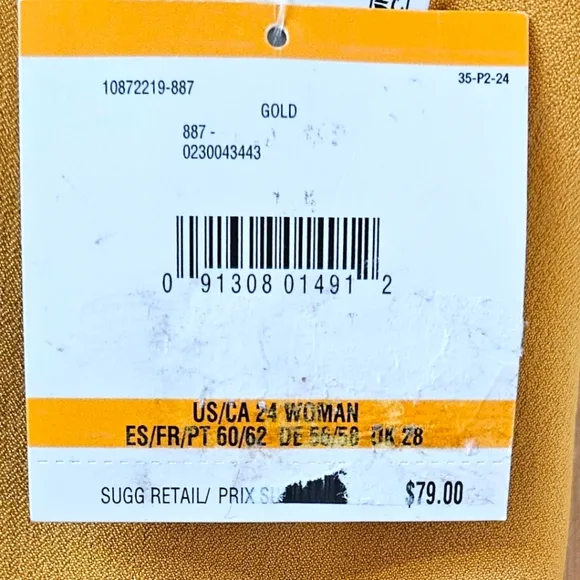 35-P2-24
10872219-887
GOLD
887 -
0230043443
0 91308 01491 2
US/CA 24 WOMAN
ES/FR/PT 60/62 DE 56/58 UK 28
SUGG RETAIL/ PRIX $79.00